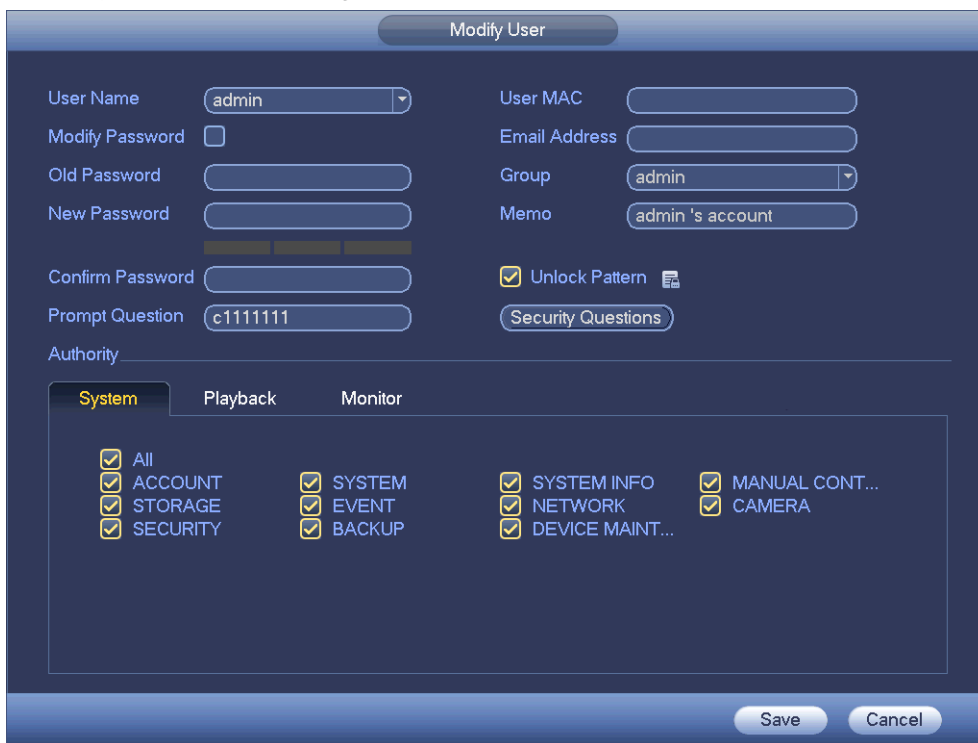 Modify User
User Name admin User MAC
Modify Password Email Address
Old Password Group admin
New Password Memo admin 's account
Confirm Password Unlock Pattern
Prompt Question c1111111 Security Questions
Authority
System Playback Monitor
All
ACCOUNT SYSTEM SYSTEM INFO MANUAL CONT...
STORAGE EVENT NETWORK CAMERA
SECURITY BACKUP DEVICE MAINT...
Save Cancel